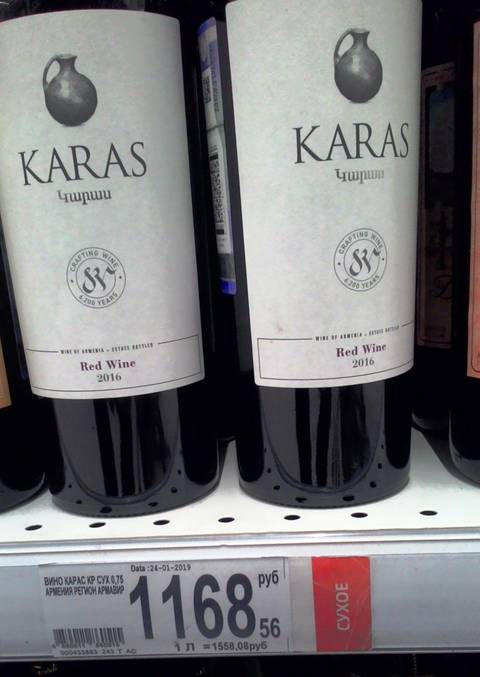 KARAS
Կարաս
CRAFTING WINE
6.200 YEARS
WINE OF ARMENIA • ESTATE BOTTLED
Red Wine
2016
KARAS
Կարաս
CRAFTING WINE
6.200 YEARS
WINE OF ARMENIA • ESTATE BOTTLED
Red Wine
2016
Data :24-01-2019
ВИНО КАРАС КР СУХ 0,75
АРМЕНИЯ РЕГИОН АРМАВИР
1168 56 руб
1 Л =1558,08руб
СУХОЕ